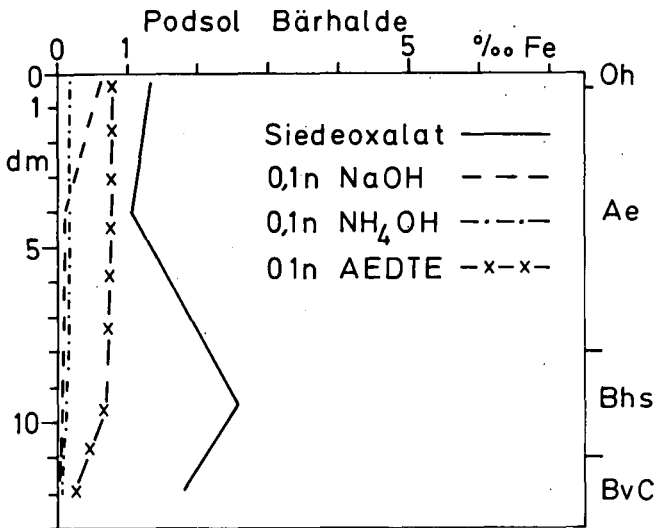 Podsol Bärhalde
0 1 5 ‰ Fe
0
1
dm
5
10
Siedeoxalat
0,1n NaOH
0,1n NH₄OH
01n AEDTE -x-x-
Oh
Ae
Bhs
BvC